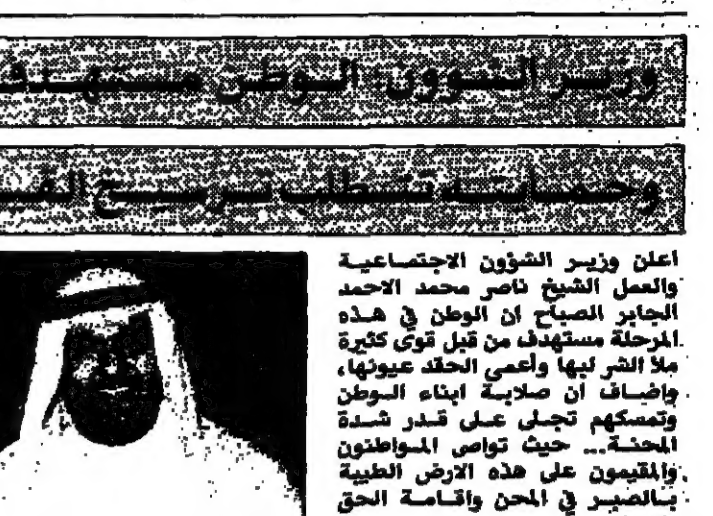 وزير الشؤون: الوطن مستهدف
وحمايته تتطلب ترسيخ
اعلن وزير الشؤون الاجتماعية
والعمل الشيخ ناصر محمد الاحمد
الجابر الصباح ان الوطن في هذه
المرحلة مستهدف من قبل قوى كثيرة
ملأ الشر لبها وأعمى الحقد عيونها،
واضاف ان صلابة ابناء الوطن
وتمسكهم تجلى على قدر شدة
المحنة... حيث تواصى المواطنون
والمقيمون على هذه الارض الطيبة
بالصبر في المحن واقامة الحق